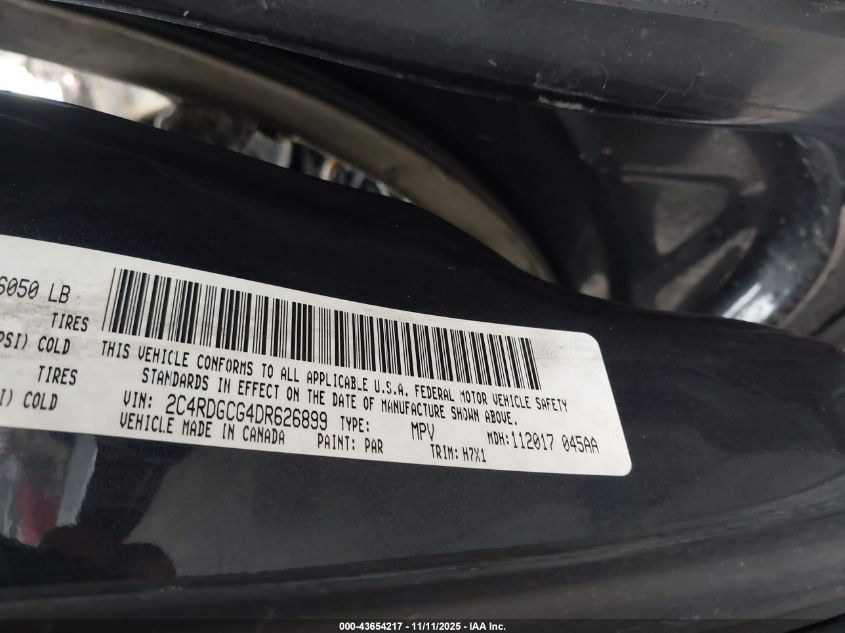 6050 LB
TIRES
PSI) COLD
TIRES
I) COLD
THIS VEHICLE CONFORMS TO ALL APPLICABLE U.S.A. FEDERAL MOTOR VEHICLE SAFETY
STANDARDS IN EFFECT ON THE DATE OF MANUFACTURE SHOWN ABOVE.
VIN: 2C4RDGCG4DR626899 TYPE: MPV MDH:112017 045AA
VEHICLE MADE IN CANADA PAINT: PAR TRIM: H7X1
000-43654217 - 11/11/2025 - IAA Inc.